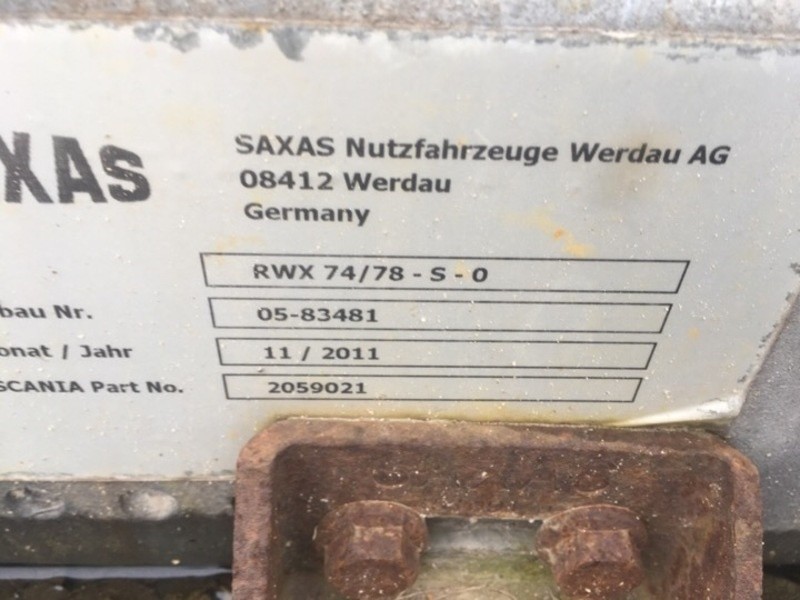 XAS
SAXAS Nutzfahrzeuge Werdau AG
08412 Werdau
Germany
RWX 74/78 - S - 0
bau Nr. 05-83481
onat / Jahr 11 / 2011
SCANIA Part No. 2059021